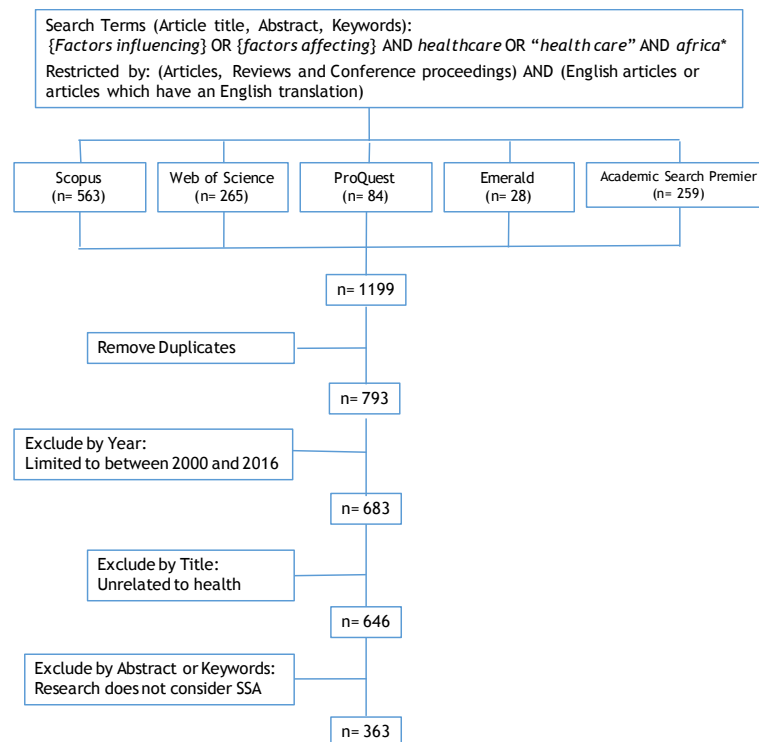 Search Terms (Article title, Abstract, Keywords):
{Factors influencing} OR {factors affecting} AND healthcare OR “health care” AND africa*
Restricted by: (Articles, Reviews and Conference proceedings) AND (English articles or
articles which have an English translation)
Scopus
(n= 563)
Web of Science
(n= 265)
ProQuest
(n= 84)
Emerald
(n= 28)
Academic Search Premier
(n= 259)
n= 1199
Remove Duplicates
n= 793
Exclude by Year:
Limited to between 2000 and 2016
n= 683
Exclude by Title:
Unrelated to health
n= 646
Exclude by Abstract or Keywords:
Research does not consider SSA
n= 363